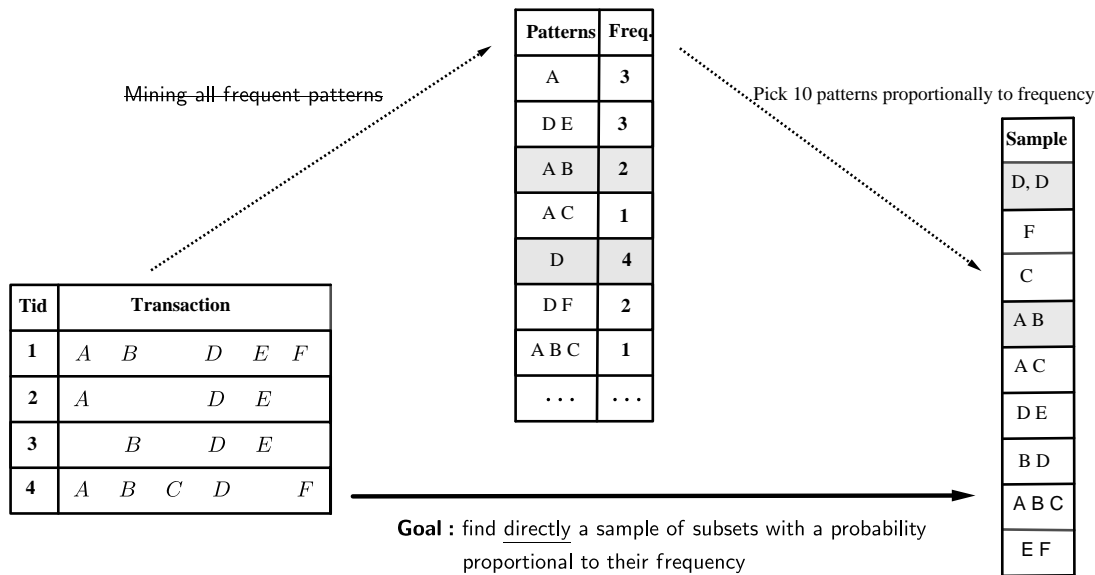 Patterns Freq.
A 3
D E 3
A B 2
A C 1
D 4
D F 2
A B C 1
... ...
Mining all frequent patterns
Pick 10 patterns proportionally to frequency
Sample
D, D
F
C
A B
A C
D E
B D
A B C
E F
Tid Transaction
1 A B D E F
2 A D E
3 B D E
4 A B C D F
Goal : find directly a sample of subsets with a probability
proportional to their frequency